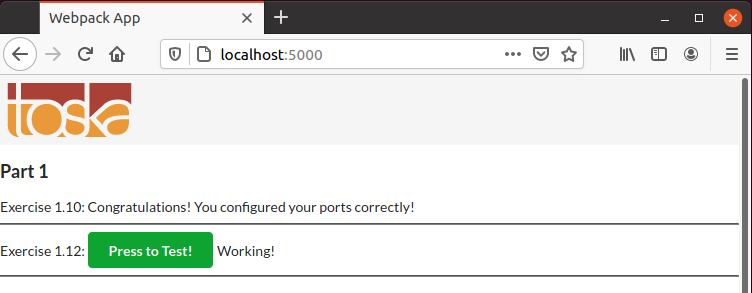 Webpack App
localhost:5000
toska
Part 1
Exercise 1.10: Congratulations! You configured your ports correctly!
Exercise 1.12: Press to Test! Working!